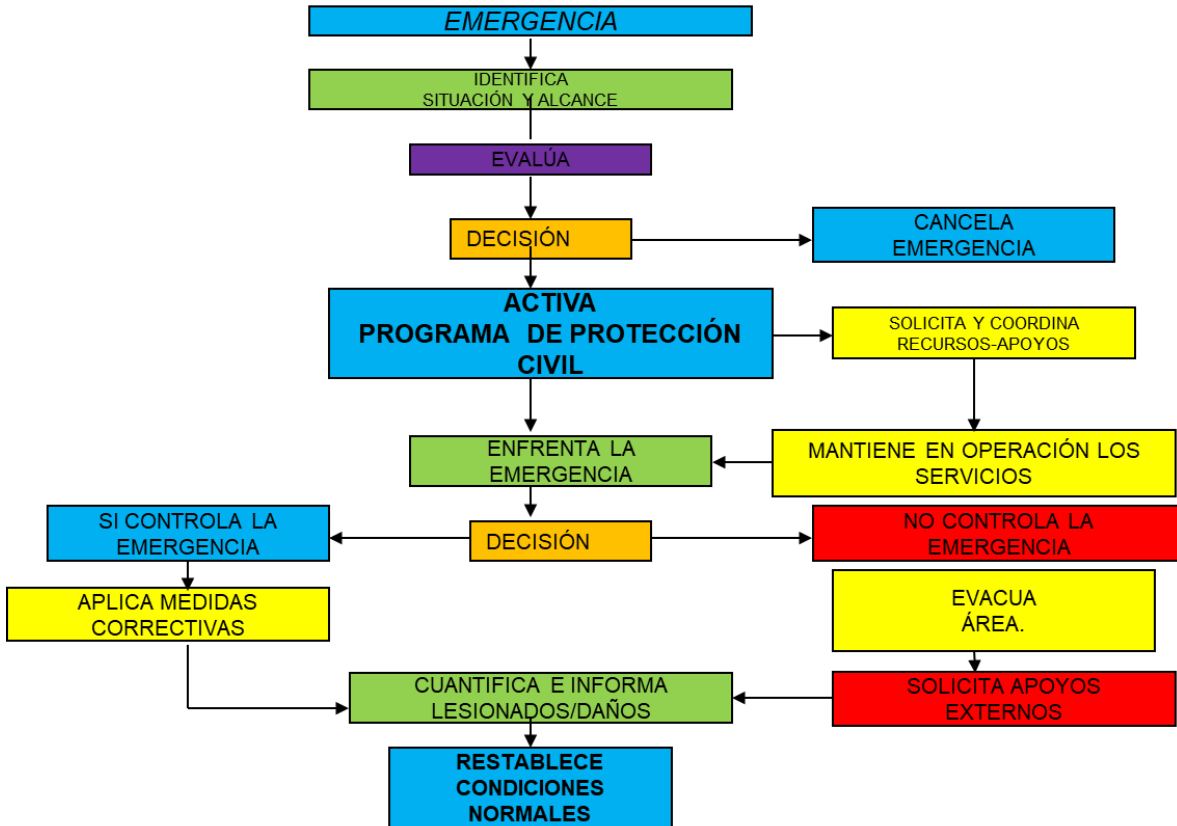 EMERGENCIA
IDENTIFICA
SITUACIÓN Y ALCANCE
EVALÚA
DECISIÓN
CANCELA
EMERGENCIA
ACTIVA
PROGRAMA DE PROTECCIÓN
CIVIL
SOLICITA Y COORDINA
RECURSOS-APOYOS
ENFRENTA LA
EMERGENCIA
MANTIENE EN OPERACIÓN LOS
SERVICIOS
SI CONTROLA LA
EMERGENCIA
DECISIÓN
NO CONTROLA LA
EMERGENCIA
APLICA MEDIDAS
CORRECTIVAS
EVACUA
ÁREA.
CUANTIFICA E INFORMA
LESIONADOS/DAÑOS
SOLICITA APOYOS
EXTERNOS
RESTABLECE
CONDICIONES
NORMALES